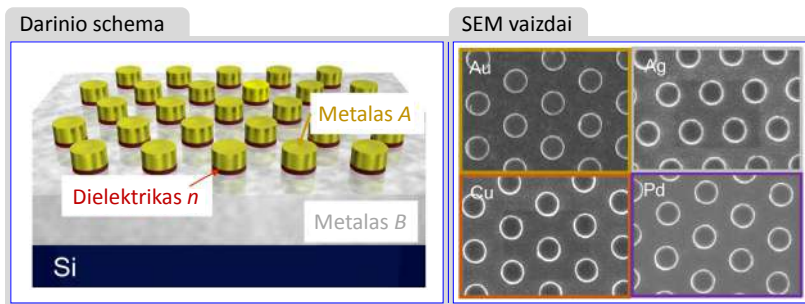 Darinio schema
SEM vaizdai
Metalas A
Dielektrikas n
Metalas B
Si
Au
Ag
Cu
Pd